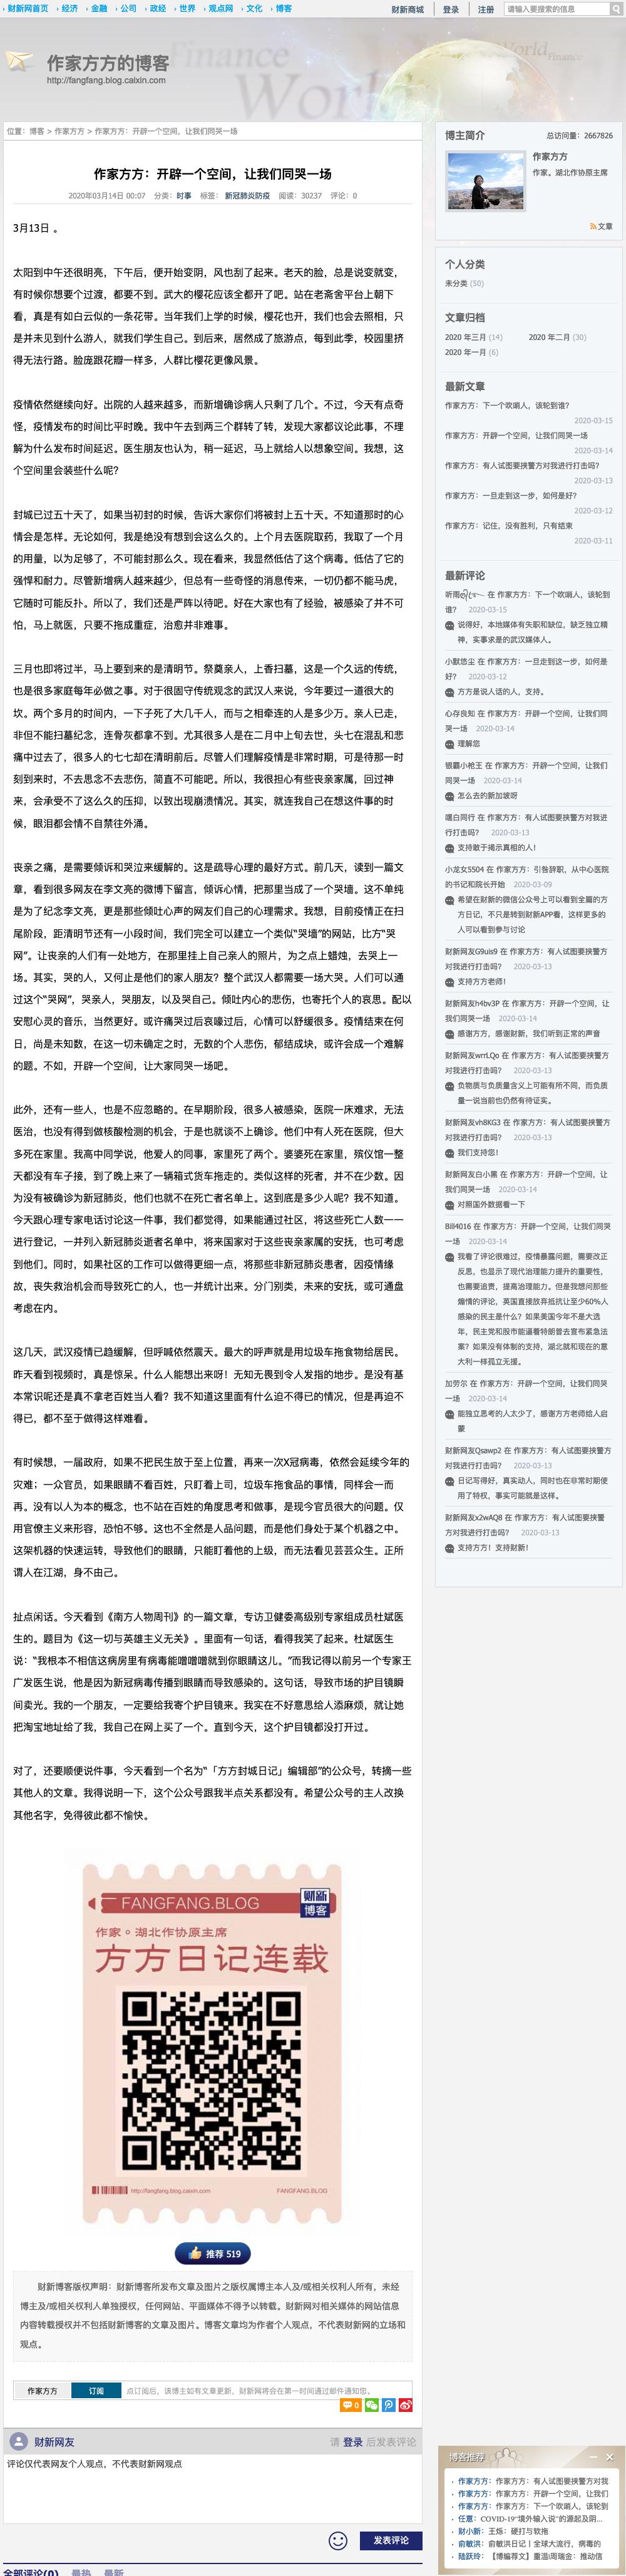 财新网首页 经济 金融 公司 政经 世界 观点网 文化 博客
财新商城 登录 注册 请输入要搜索的信息
作家方方的博客
http://fangfang.blog.caixin.com
位置：博客 > 作家方方 > 作家方方：开辟一个空间，让我们同哭一场
作家方方：开辟一个空间，让我们同哭一场
2020年03月14日 00:07 分类：时事 标签：新冠肺炎防疫 阅读：30237 评论：0
3月13日 。
太阳到中午还很明亮，下午后，便开始变阴，风也刮了起来。老天的脸，总是说变就变，
有时候你想要个过渡，都要不到。武大的樱花应该全都开了吧。站在老斋舍平台上朝下
看，真是有如白云似的一条花带。当年我们上学的时候，樱花也开，我们也会去照相，只
是并未见到什么游人，就我们学生自己。到后来，居然成了旅游点，每到此季，校园里挤
得无法行路。脸庞跟花瓣一样多，人群比樱花更像风景。
疫情依然继续向好。出院的人越来越多，而新增确诊病人只剩了几个。不过，今天有点奇
怪，疫情发布的时间比平时晚。我中午去到两三个群转了转，发现大家都议论此事，不理
解为什么发布时间延迟。医生朋友也认为，稍一延迟，马上就给人以想象空间。我想，这
个空间里会装些什么呢?
封城已过五十天了，如果当初封的时候，告诉大家你们将被封上五十天。不知道那时的心
情会是怎样。无论如何，我是绝没有想到会这么久的。上个月去医院取药，我取了一个月
的用量，以为足够了，不可能封那么久。现在看来，我显然低估了这个病毒。低估了它的
强悍和耐力。尽管新增病人越来越少，但总有一些奇怪的消息传来，一切仍都不能马虎，
它随时可能反扑。所以了，我们还是严阵以待吧。好在大家也有了经验，被感染了并不可
怕，马上就医，只要不拖成重症，治愈并非难事。
三月也即将过半，马上要到来的是清明节。祭奠亲人，上香扫墓，这是一个久远的传统，
也是很多家庭每年必做之事。对于很固守传统观念的武汉人来说，今年要过一道很大的
坎。两个多月的时间内，一下子死了大几千人，而与之相牵连的人是多少万。亲人已走，
非但不能扫墓纪念，连骨灰都拿不到。尤其很多人是在二月中上旬去世，头七在混乱和悲
痛中过去了，很多人的七七却在清明前后。尽管人们理解疫情是非常时期，可是待那一时
刻到来时，不去思念不去悲伤，简直不可能吧。所以，我很担心有些丧亲家属，回过神
来，会承受不了这么久的压抑，以致出现崩溃情况。其实，就连我自己在想这件事的时
候，眼泪都会情不自禁往外涌。
丧亲之痛，是需要倾诉和哭泣来缓解的。这是疏导心理的最好方式。前几天，读到一篇文
章，看到很多网友在李文亮的微博下留言，倾诉心情，把那里当成了一个哭墙。这不单纯
是为了纪念李文亮，更是那些倾吐心声的网友们自己的心理需求。我想，目前疫情正在扫
尾阶段，距清明节还有一小段时间，我们完全可以建立一个类似“哭墙”的网站，比方“哭
网”。让丧亲的人们有一处地方，在那里挂上自己亲人的照片，为之点上蜡烛，去哭上一
场。其实，哭的人，又何止是他们的家人朋友？整个武汉人都需要一场大哭。人们可以通
过这个“哭网”，哭亲人，哭朋友，以及哭自己。倾吐内心的悲伤，也寄托个人的哀思。配以
安慰心灵的音乐，当然更好。或许痛哭过后哀嚎过后，心情可以舒缓很多。疫情结束在何
日，尚是未知数，在这一切未确定之时，无数的个人悲伤，郁结成块，或许会成一个难解
的问题。不如，开辟一个空间，让大家同哭一场吧。
此外，还有一些人，也是不应忽略的。在早期阶段，很多人被感染，医院一床难求，无法
医治，也没有得到做核酸检测的机会，于是也就谈不上确诊。他们中有人死在医院，但大
多死在家里。我高中同学说，他爱人的同事，家里死了两个。婆婆死在家里，殡仪馆一整
天都没有车子接，到了晚上来了一辆箱式货车拖走的。类似这样的死者，并不在少数。因
为没有被确诊为新冠肺炎，他们也就不在死亡者名单上。这到底是多少人呢？我不知道。
今天跟心理专家电话讨论这一件事，我们都觉得，如果能通过社区，将这些死亡人数一一
进行登记，一并列入新冠肺炎逝者名单中，将来国家对于这些丧亲家属的安抚，也可考虑
到他们。同时，如果社区的工作可以做得更细一点，将那些非新冠肺炎患者，因疫情缘
故，丧失救治机会而导致死亡的人，也一并统计出来。分门别类，未来的安抚，或可通盘
考虑在内。
这几天，武汉疫情已趋缓解，但呼喊依然震天。最大的呼声就是用垃圾车拖食物给居民。
昨天看到视频时，真是惊呆。什么人能想出来呀！无知无畏到令人发指的地步。是没有基
本常识呢还是真不拿老百姓当人看？我不知道这里面有什么迫不得已的情况，但是再迫不
得已，都不至于做得这样难看。
有时候想，一届政府，如果不把民生放于至上位置，再来一次X冠病毒，依然会延续今年的
灾难；一众官员，如果眼睛不看百姓，只盯着上司，垃圾车拖食品的事情，同样会一而
再。没有以人为本的概念，也不站在百姓的角度思考和做事，是现今官员很大的问题。仅
用官僚主义来形容，恐怕不够。这也不全然是人品问题，而是他们身处于某个机器之中。
这架机器的快速运转，导致他们的眼睛，只能盯着他的上级，而无法看见芸芸众生。正所
谓人在江湖，身不由己。
扯点闲话。今天看到《南方人物周刊》的一篇文章，专访卫健委高级别专家组成员杜斌医
生的。题目为《这一切与英雄主义无关》。里面有一句话，看得我笑了起来。杜斌医生
说：“我根本不相信这病房里有病毒能噌噌噌就到你眼睛这儿。”而我记得以前另一个专家王
广发医生说，他是因为新冠病毒传播到眼睛而导致感染的。这句话，导致市场的护目镜瞬
间卖光。我的一个朋友，一定要给我寄个护目镜来。我实在不好意思给人添麻烦，就让她
把淘宝地址给了我，我自己在网上买了一个。直到今天，这个护目镜都没打开过。
对了，还要顺便说件事，今天看到一个名为“「方方封城日记」编辑部”的公众号，转摘一些
其他人的文章。我得说明一下，这个公众号跟我半点关系都没有。希望公众号的主人改换
其他名字，免得彼此都不愉快。
FANGFANG.BLOG
财新
博客
作家。湖北作协原主席
方方日记连载
http://fangfang.blog.caixin.com FANGFANG.BLOG
推荐 519
财新博客版权声明：财新博客所发布文章及图片之版权属博主本人及/或相关权利人所有，未经
博主及/或相关权利人单独授权，任何网站、平面媒体不得予以转载。财新网对相关媒体的网站信息
内容转载授权并不包括财新博客的文章及图片。博客文章均为作者个人观点，不代表财新网的立场和
观点。
作家方方 订阅 点订阅后，该博主如有文章更新，财新网将会在第一时间通过邮件通知您。
0
财新网友 请 登录 后发表评论
评论仅代表网友个人观点，不代表财新网观点
发表评论
全部评论(0) 最热 最新
博主简介 总访问量：2667826
作家方方
作家。湖北作协原主席
文章
个人分类
未分类 (50)
文章归档
2020 年三月 (14) 2020 年二月 (30)
2020 年一月 (6)
最新文章
作家方方：下一个吹哨人，该轮到谁？
2020-03-15
作家方方：开辟一个空间，让我们同哭一场
2020-03-14
作家方方：有人试图要挟警方对我进行打击吗？
2020-03-13
作家方方：一旦走到这一步，如何是好？
2020-03-12
作家方方：记住，没有胜利，只有结束
2020-03-11
最新评论
听雨 在 作家方方：下一个吹哨人，该轮到
谁？ 2020-03-15
说得好，本地媒体有失职和缺位，缺乏独立精
神，实事求是的武汉媒体人。
小默悠尘 在 作家方方：一旦走到这一步，如何是
好？ 2020-03-12
方方是说人话的人，支持。
心存良知 在 作家方方：开辟一个空间，让我们同
哭一场 2020-03-14
理解您
银霸小枪王 在 作家方方：开辟一个空间，让我们
同哭一场 2020-03-14
怎么去的新加坡呀
嘿白同行 在 作家方方：有人试图要挟警方对我进
行打击吗？ 2020-03-13
支持敢于揭示真相的人！
小龙女5504 在 作家方方：引咎辞职，从中心医院
的书记和院长开始 2020-03-09
希望在财新的微信公众号上可以看到全篇的方
方日记，不只是转到财新APP看，这样更多的
人可以看到参与讨论
财新网友G9uis9 在 作家方方：有人试图要挟警方
对我进行打击吗？ 2020-03-13
支持方方老师！
财新网友h4bv3P 在 作家方方：开辟一个空间，让
我们同哭一场 2020-03-14
感谢方方，感谢财新，我们听到正常的声音
财新网友wrrLQo 在 作家方方：有人试图要挟警方
对我进行打击吗？ 2020-03-13
负物质与负质量含义上可能有所不同，而负质
量一说当前也仍然有待证实。
财新网友vh8KG3 在 作家方方：有人试图要挟警方
对我进行打击吗？ 2020-03-13
我们支持您！
财新网友白小黑 在 作家方方：开辟一个空间，让
我们同哭一场 2020-03-14
对照国外数据看一下
Bill4016 在 作家方方：开辟一个空间，让我们同哭
一场 2020-03-14
我看了评论很难过，疫情暴露问题，需要改正
反思，也显示了现代治理能力提升的重要性，
也需要追责，提高治理能力。但是我想问那些
煽情的评论，英国直接放弃抵抗让至少60%人
感染的民主是什么？如果美国今年不是大选
年，民主党和股市能逼着特朗普去宣布紧急法
案？如果没有体制的支持，湖北就和现在的意
大利一样孤立无援。
加劳尔 在 作家方方：开辟一个空间，让我们同哭
一场 2020-03-14
能独立思考的人太少了，感谢方方老师给人启
蒙
财新网友Qsawp2 在 作家方方：有人试图要挟警方
对我进行打击吗？ 2020-03-13
日记写得好，真实动人，同时也在非常时期使
用了特权，事实可能就是这样。
财新网友x2wAQ8 在 作家方方：有人试图要挟警
方对我进行打击吗？ 2020-03-13
支持方方！支持财新！
博客推荐
作家方方：作家方方：有人试图要挟警方对我
作家方方：作家方方：开辟一个空间，让我们
作家方方：作家方方：下一个吹哨人，该轮到
任意：COVID-19“境外输入说”的源起及阴...
财小新：王烁：硬打与软拖
俞敏洪：俞敏洪日记丨全球大流行，病毒的
陆跃玲：【博编荐文】重温|周瑞金：推动信